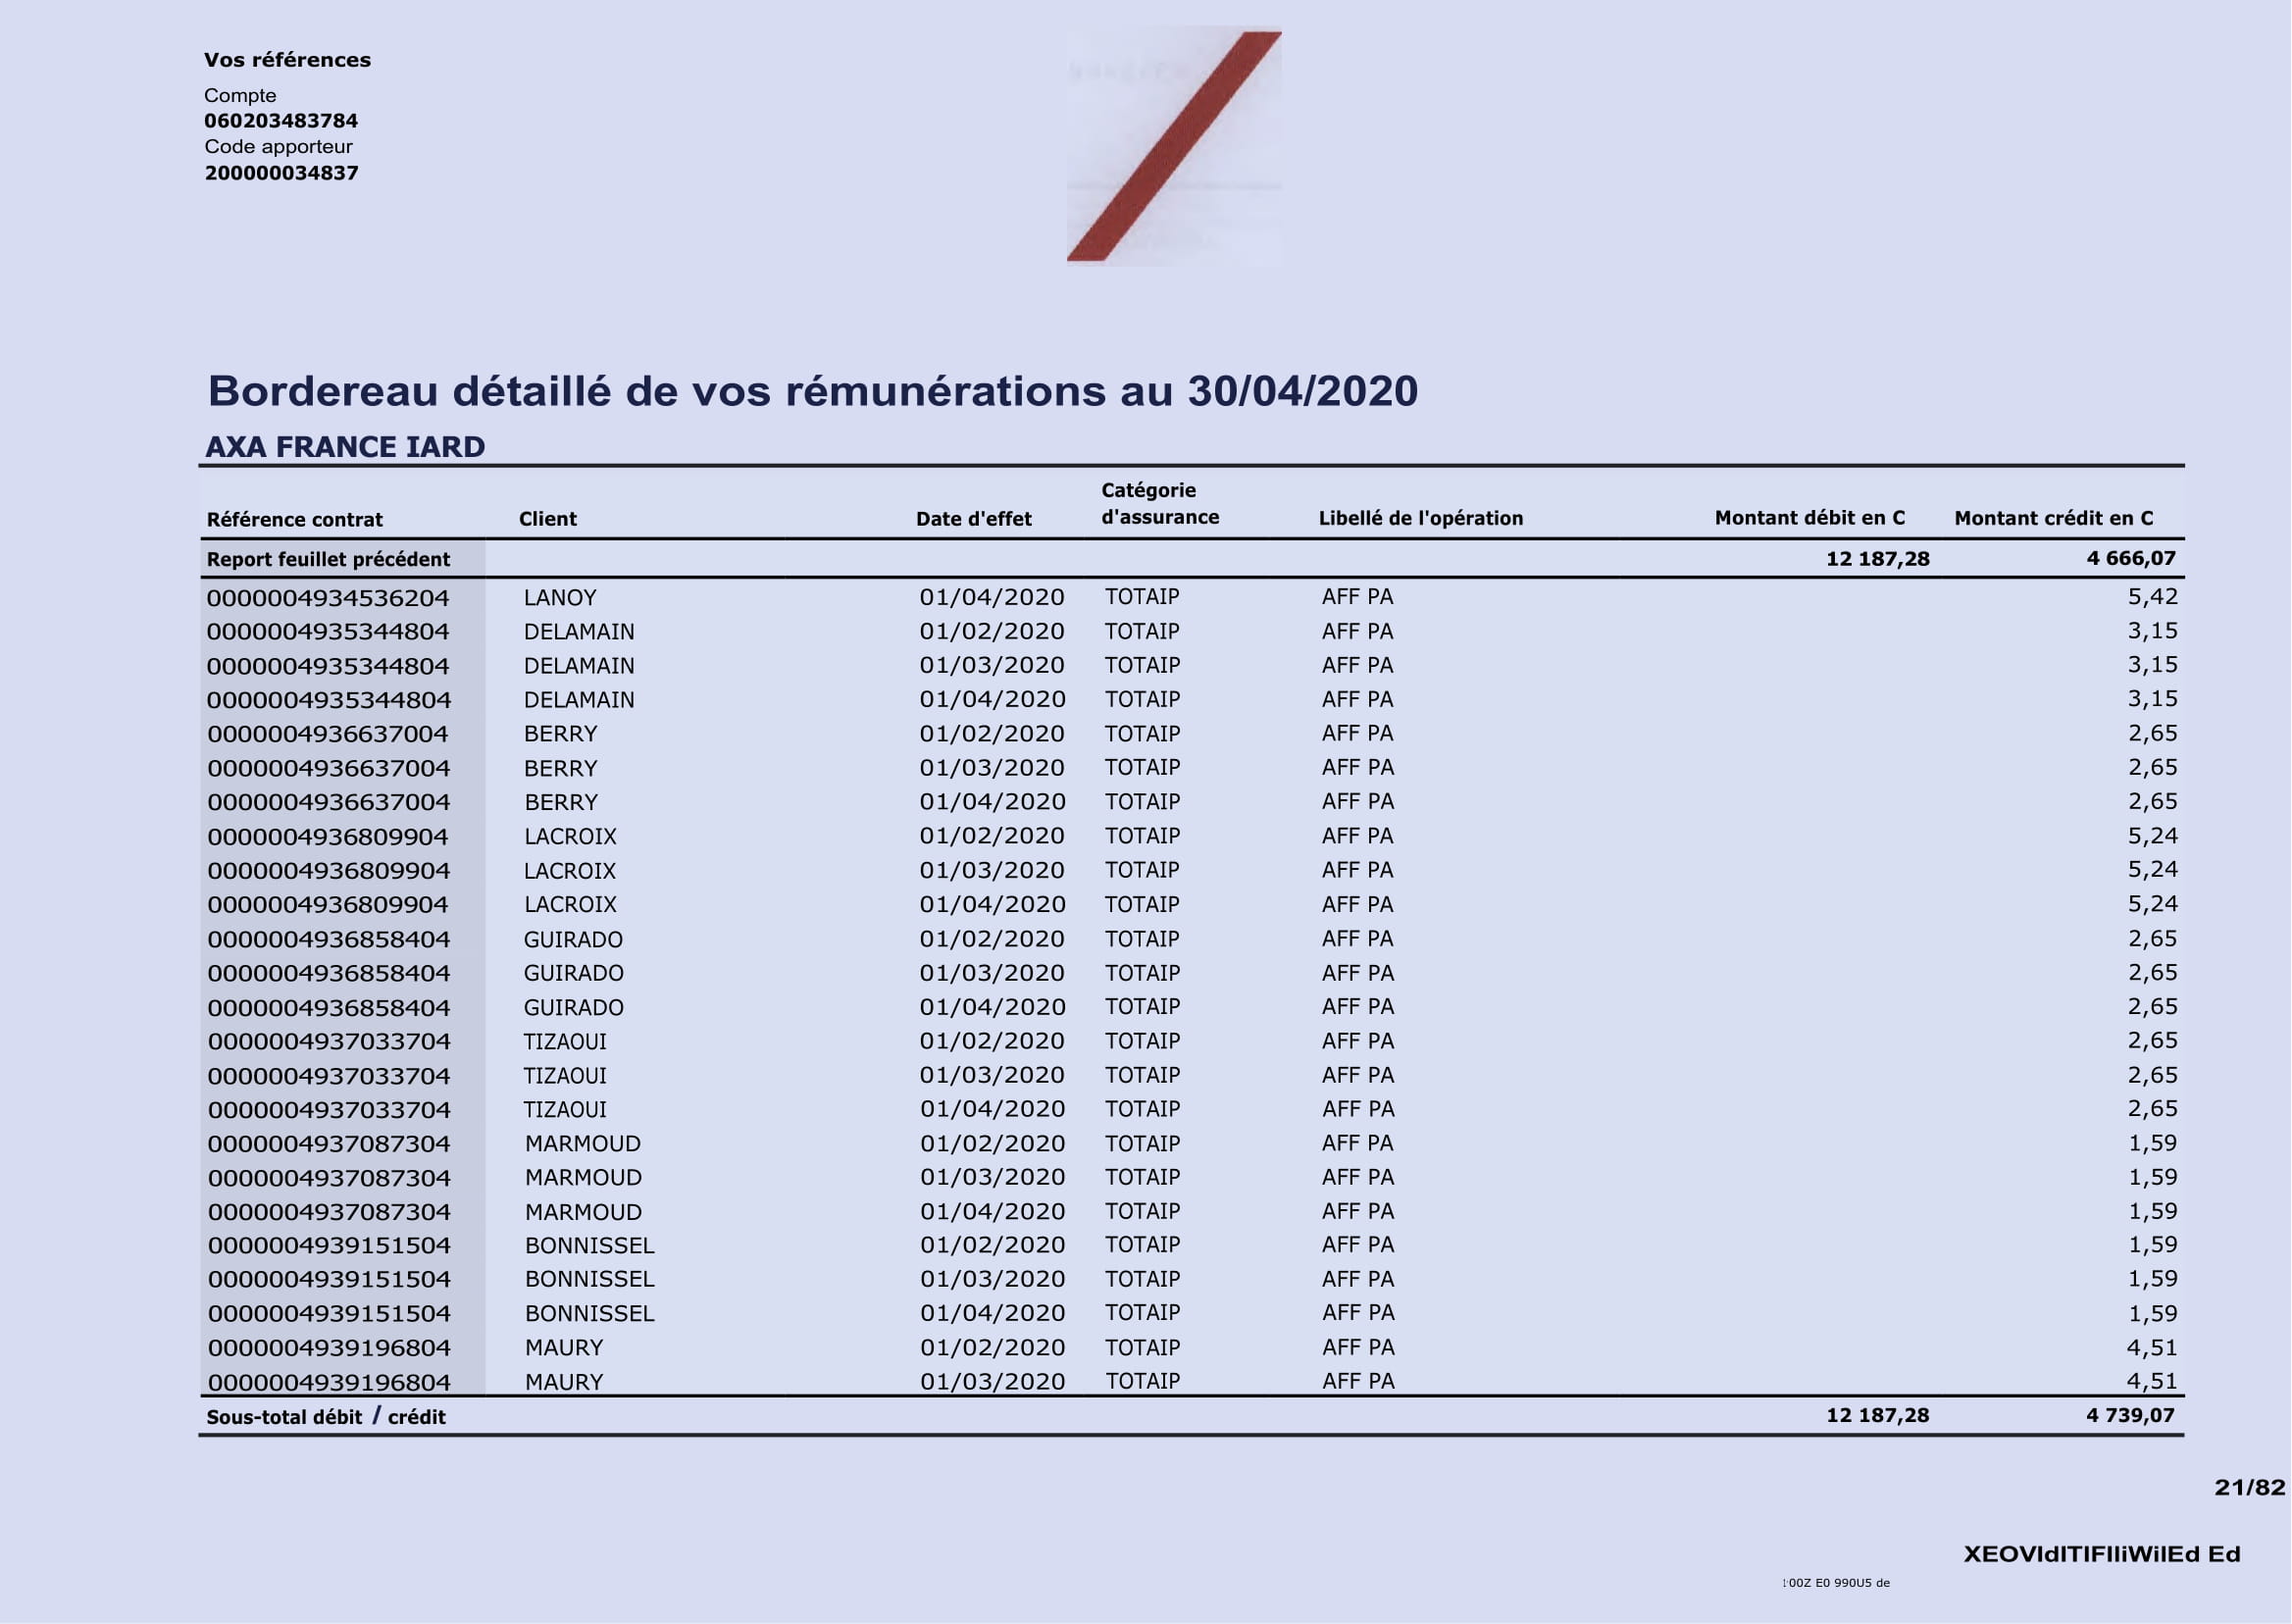 Vos références
Compte
060203483784
Code apporteur
200000034837
Bordereau détaillé de vos rémunérations au 30/04/2020
AXA FRANCE IARD
Référence contrat Client Date d'effet Catégorie d'assurance Libellé de l'opération Montant débit en C Montant crédit en C
Report feuillet précédent 12 187,28 4 666,07
0000004934536204 LANOY 01/04/2020 TOTAIP AFF PA 5,42
0000004935344804 DELAMAIN 01/02/2020 TOTAIP AFF PA 3,15
0000004935344804 DELAMAIN 01/03/2020 TOTAIP AFF PA 3,15
0000004935344804 DELAMAIN 01/04/2020 TOTAIP AFF PA 3,15
0000004936637004 BERRY 01/02/2020 TOTAIP AFF PA 2,65
0000004936637004 BERRY 01/03/2020 TOTAIP AFF PA 2,65
0000004936637004 BERRY 01/04/2020 TOTAIP AFF PA 2,65
0000004936809904 LACROIX 01/02/2020 TOTAIP AFF PA 5,24
0000004936809904 LACROIX 01/03/2020 TOTAIP AFF PA 5,24
0000004936809904 LACROIX 01/04/2020 TOTAIP AFF PA 5,24
0000004936858404 GUIRADO 01/02/2020 TOTAIP AFF PA 2,65
0000004936858404 GUIRADO 01/03/2020 TOTAIP AFF PA 2,65
0000004936858404 GUIRADO 01/04/2020 TOTAIP AFF PA 2,65
0000004937033704 TIZAOUI 01/02/2020 TOTAIP AFF PA 2,65
0000004937033704 TIZAOUI 01/03/2020 TOTAIP AFF PA 2,65
0000004937033704 TIZAOUI 01/04/2020 TOTAIP AFF PA 2,65
0000004937087304 MARMOUD 01/02/2020 TOTAIP AFF PA 1,59
0000004937087304 MARMOUD 01/03/2020 TOTAIP AFF PA 1,59
0000004937087304 MARMOUD 01/04/2020 TOTAIP AFF PA 1,59
0000004939151504 BONNISSEL 01/02/2020 TOTAIP AFF PA 1,59
0000004939151504 BONNISSEL 01/03/2020 TOTAIP AFF PA 1,59
0000004939151504 BONNISSEL 01/04/2020 TOTAIP AFF PA 1,59
0000004939196804 MAURY 01/02/2020 TOTAIP AFF PA 4,51
0000004939196804 MAURY 01/03/2020 TOTAIP AFF PA 4,51
Sous-total débit / crédit 12 187,28 4 739,07
21/82
Ed
E0 990U5 de